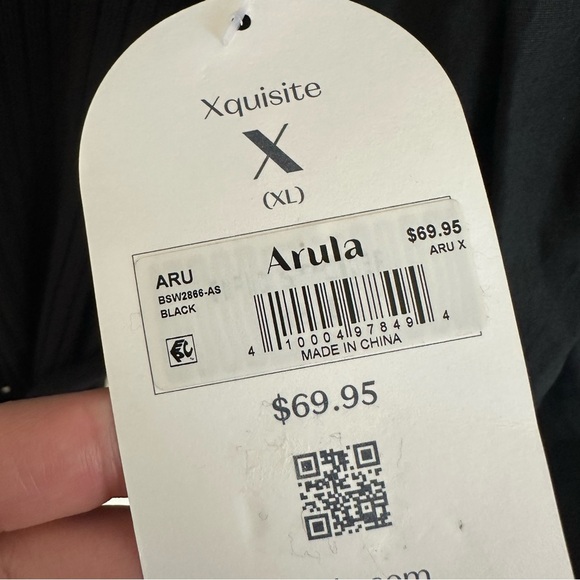 Xquisite
X
(XL)
ARU
BSW2866-AS
BLACK
Arula
$69.95
ARU X
4 10004 97849 4
MADE IN CHINA
$69.95